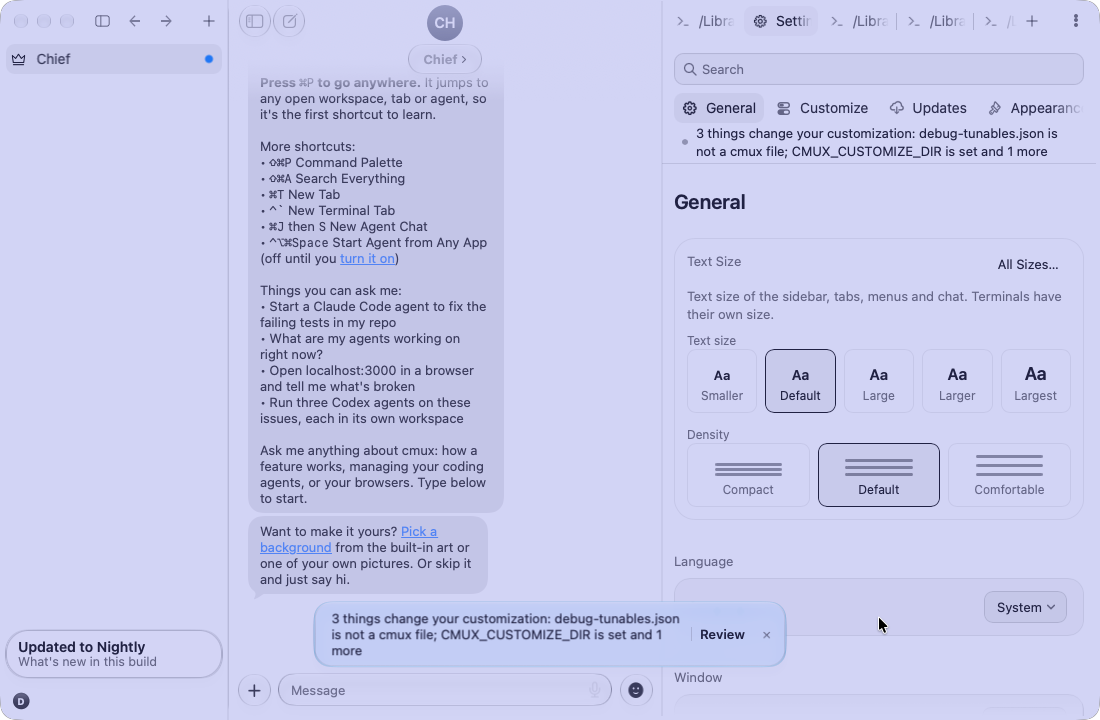 Chief
Updated to Nightly
What's new in this build
D
CH
Chief
Press ⌘P to go anywhere. It jumps to
any open workspace, tab or agent, so
it's the first shortcut to learn.
More shortcuts:
• ⇧⌘P Command Palette
• ⇧⌘A Search Everything
• ⌘T New Tab
• ^` New Terminal Tab
• ⌘J then S New Agent Chat
• ^⌥⌘Space Start Agent from Any App
(off until you turn it on)
Things you can ask me:
• Start a Claude Code agent to fix the
failing tests in my repo
• What are my agents working on
right now?
• Open localhost:3000 in a browser
and tell me what's broken
• Run three Codex agents on these
issues, each in its own workspace
Ask me anything about cmux: how a
feature works, managing your coding
agents, or your browsers. Type below
to start.
Want to make it yours? Pick a
background from the built-in art or
one of your own pictures. Or skip it
and just say hi.
3 things change your customization: debug-tunables.json
is not a cmux file; CMUX_CUSTOMIZE_DIR is set and 1
more
Review
Message
/Libra
Settin
/Libra
/Libra
Search
General
Customize
Updates
Appearanc
3 things change your customization: debug-tunables.json is
not a cmux file; CMUX_CUSTOMIZE_DIR is set and 1 more
General
Text Size
All Sizes...
Text size of the sidebar, tabs, menus and chat. Terminals have
their own size.
Text size
Aa Aa Aa Aa Aa
Smaller Default Large Larger Largest
Density
Compact Default Comfortable
Language
System
Window